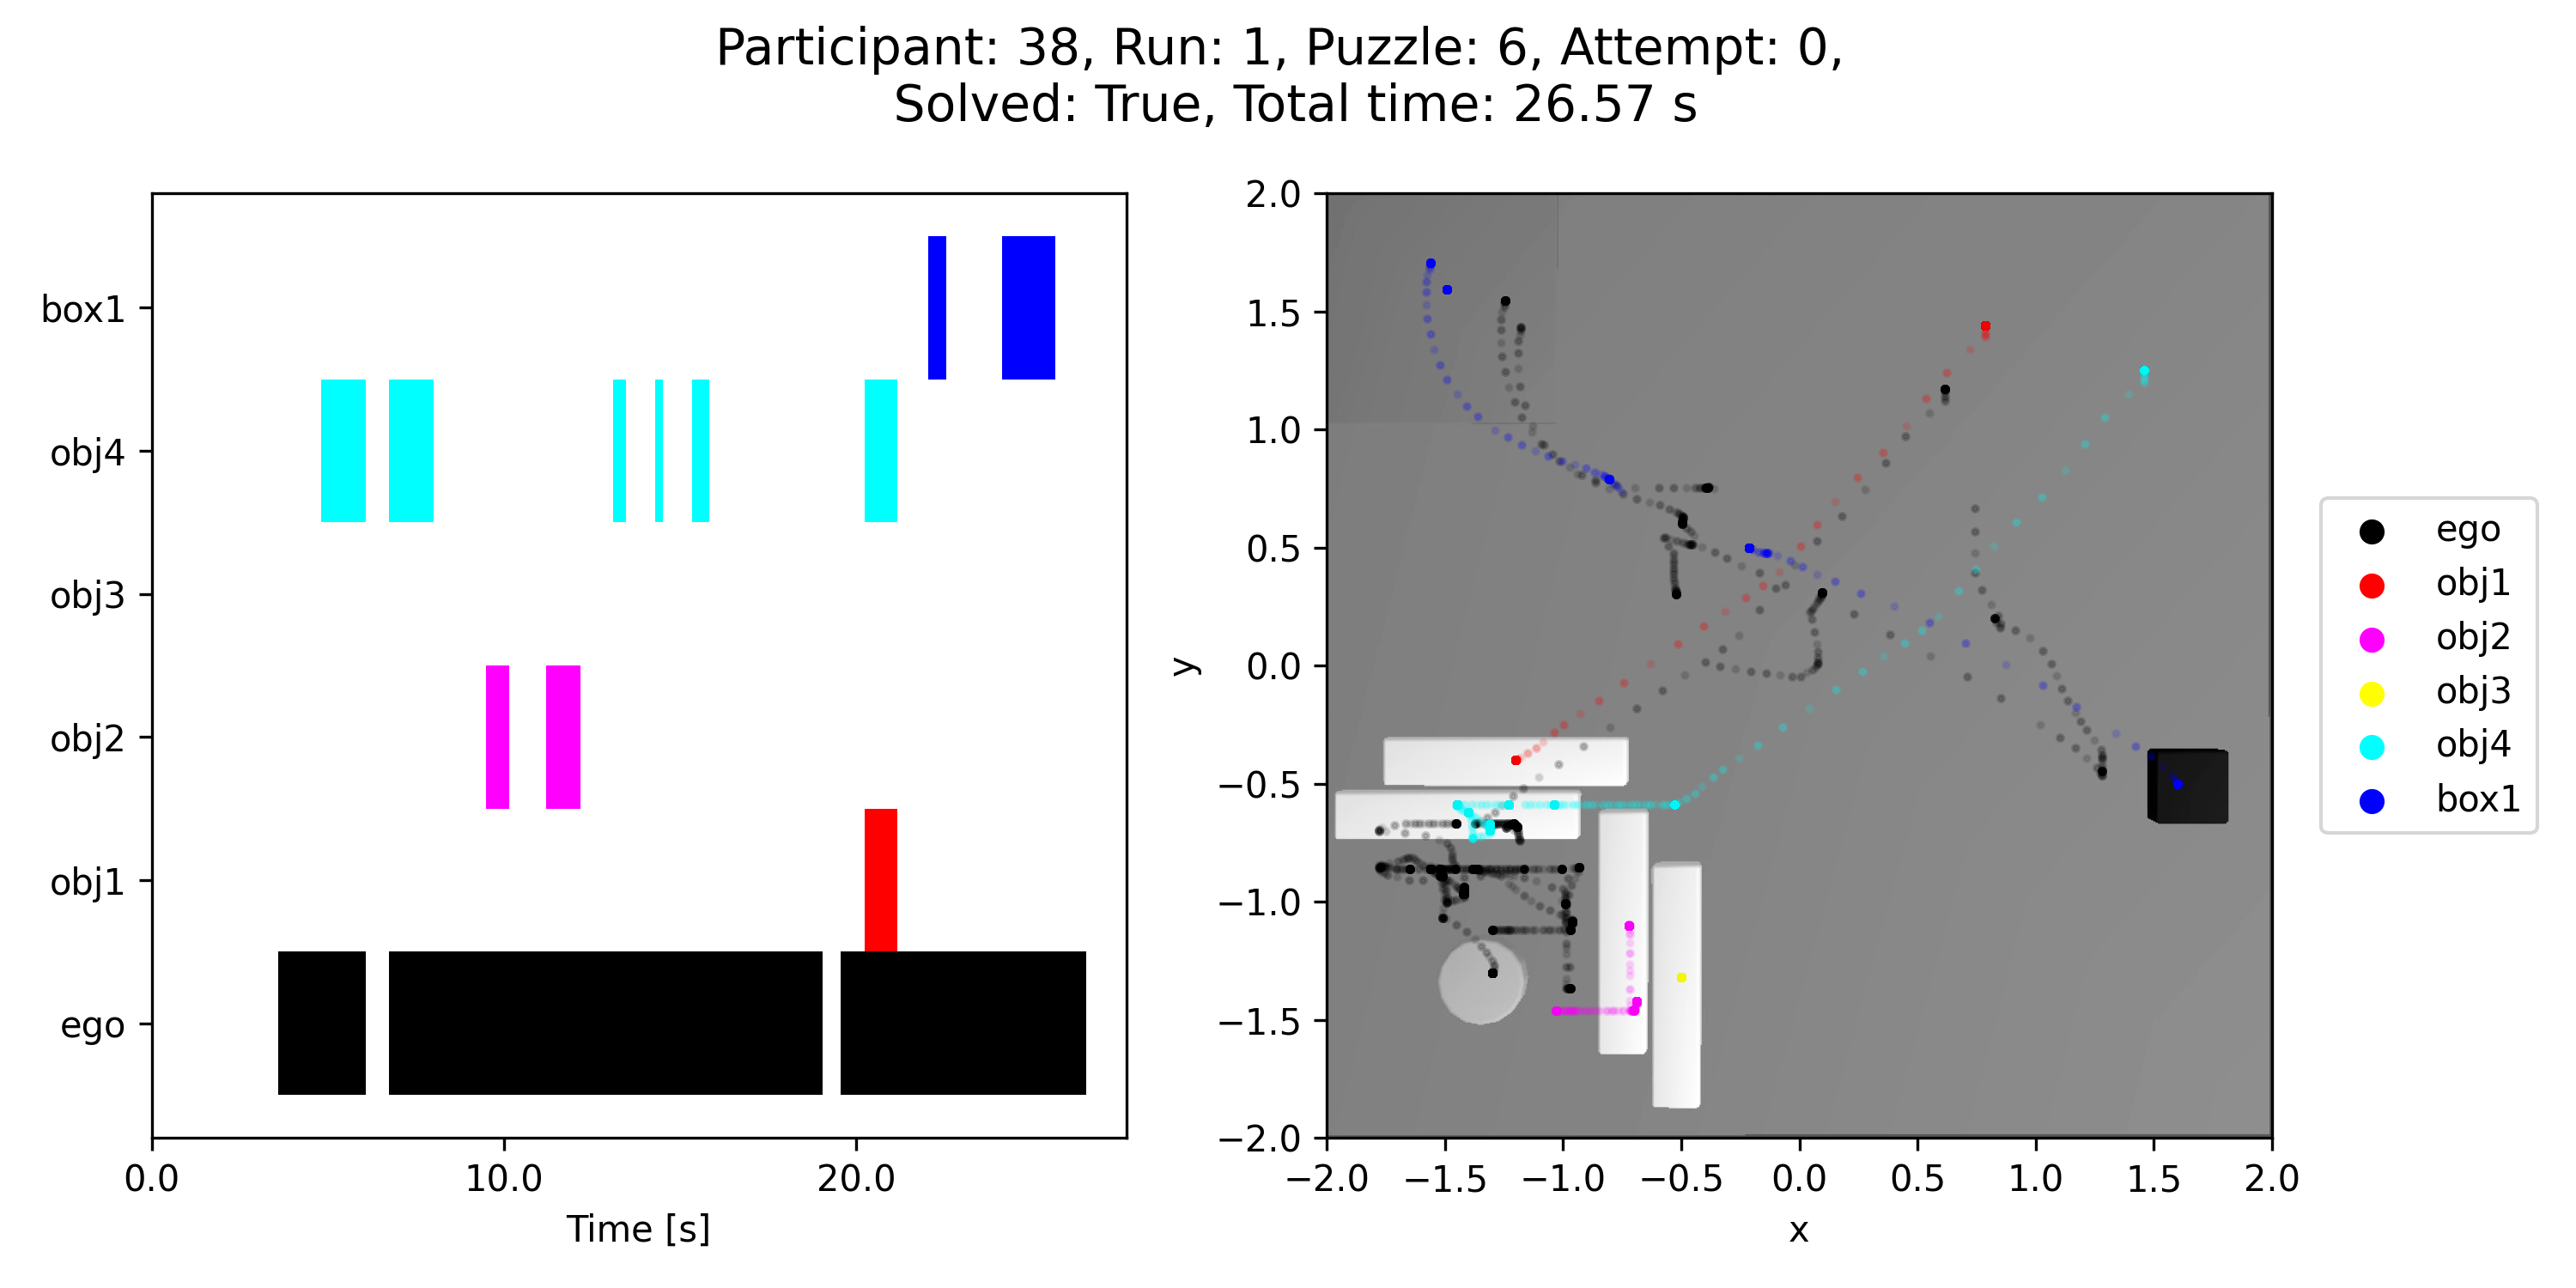 Participant: 38, Run: 1, Puzzle: 6, Attempt: 0,
Solved: True, Total time: 26.57 s
box1
obj4
obj3
obj2
obj1
ego
0.0 10.0 20.0
Time [s]
2.0
1.5
1.0
0.5
0.0
−0.5
−1.0
−1.5
−2.0
y
−2.0 −1.5 −1.0 −0.5 0.0 0.5 1.0 1.5 2.0
x
ego
obj1
obj2
obj3
obj4
box1